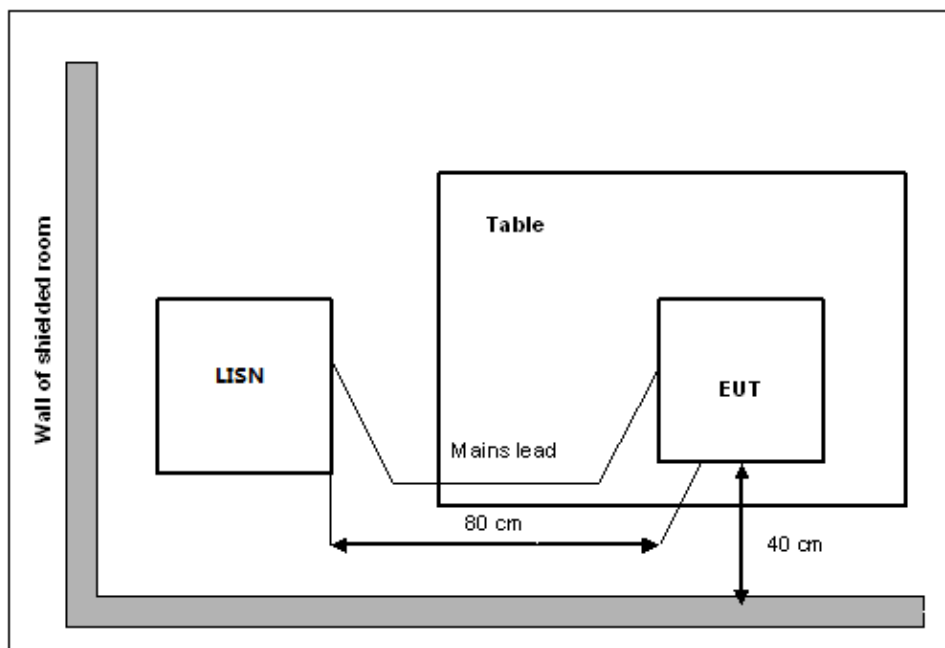 Wall of shielded room
Table
LISN
EUT
Mains lead
80 cm
40 cm